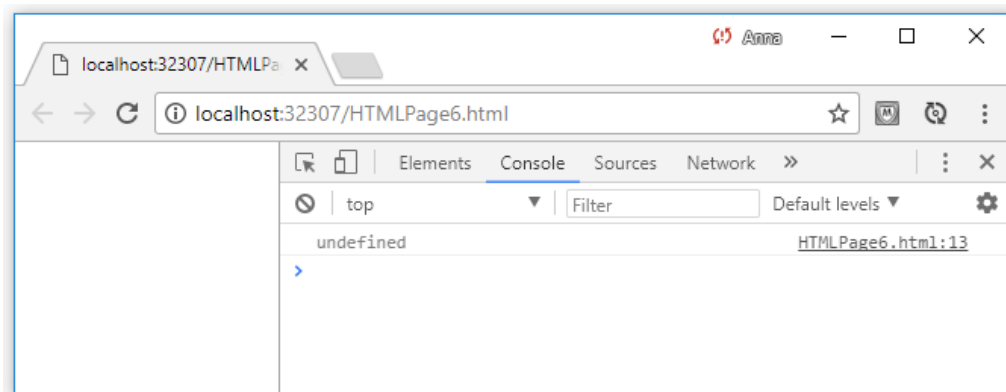 Anna
localhost:32307/HTMLPa
localhost:32307/HTMLPage6.html
Elements Console Sources Network »
top Filter Default levels
undefined HTMLPage6.html:13